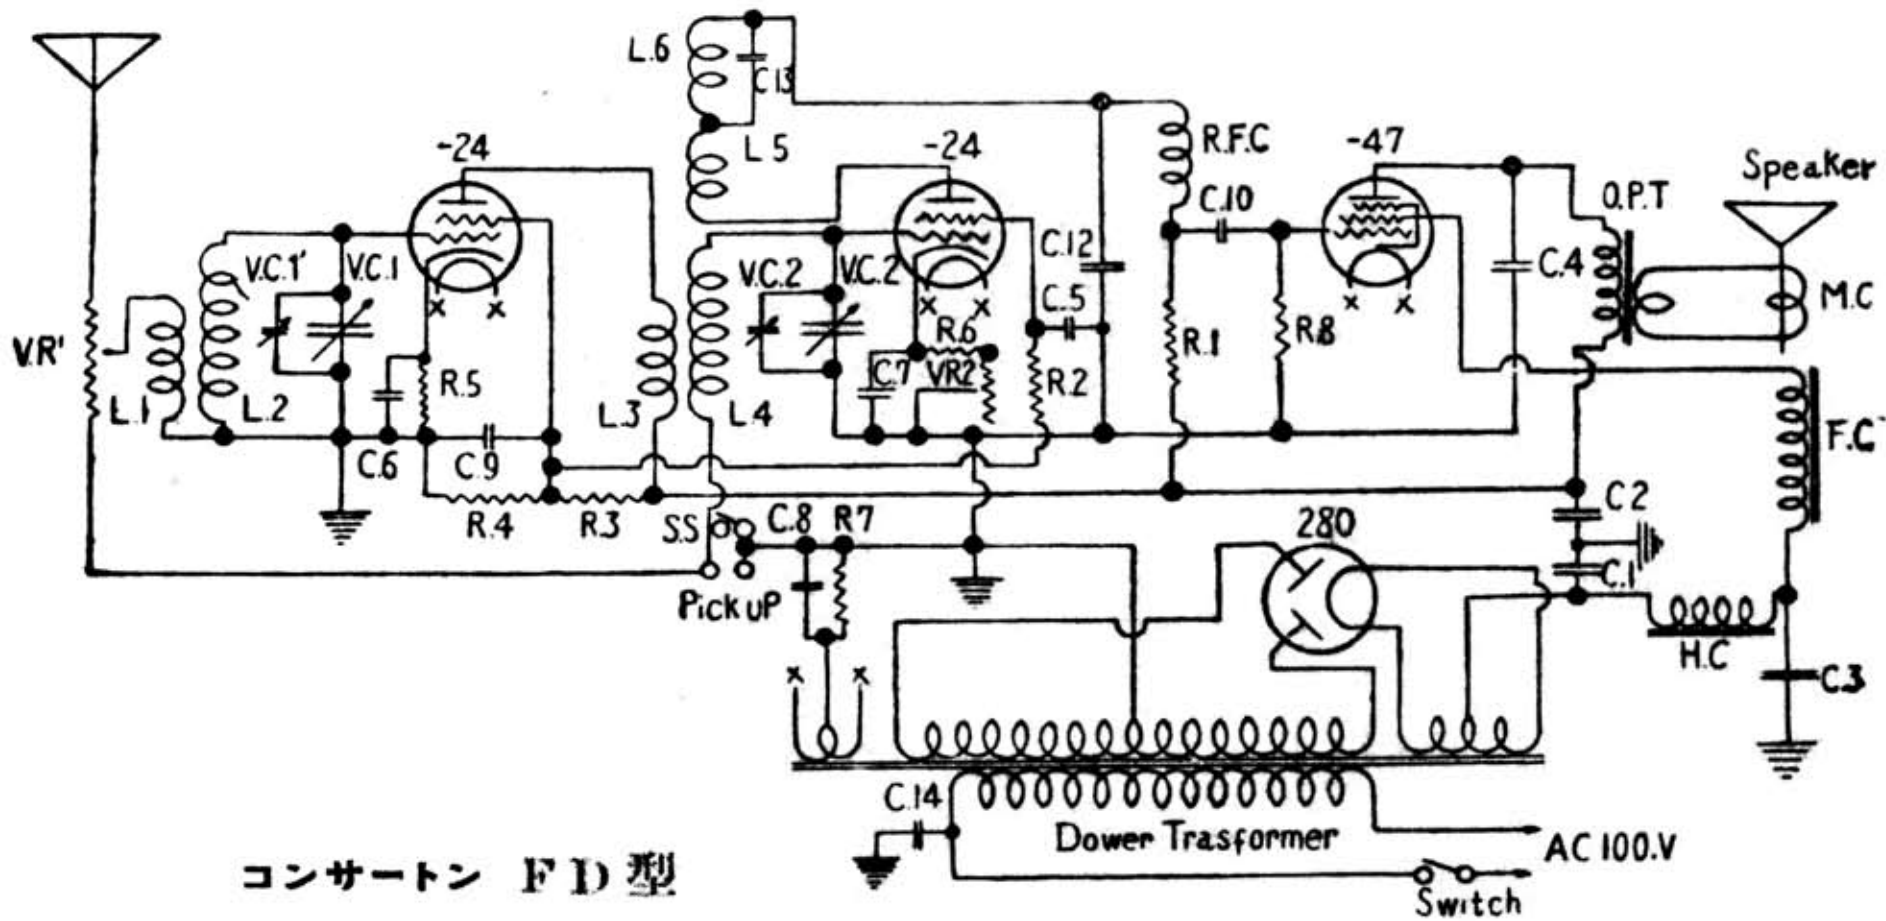 L.6
C.13
-24
L 5
-24
R.F.C
-47
Speaker
C.10
O.P.T
V.C.1'
V.C.1
V.C.2
V.C.2
C.12
C.4
M.C
C.5
V.R'
L.1
L.2
R.5
L.3
L.4
C.7
R.6
VR2
R.2
R.1
R.8
F.C
C.6
C.9
R.4
R.3
S.S
C.8
R7
280
C 2
C.1
Pick uP
x
x
x
x
x
x
x
x
H.C
C.3
C.14
Dower Trasformer
AC 100.V
Switch
コンサートン FD型